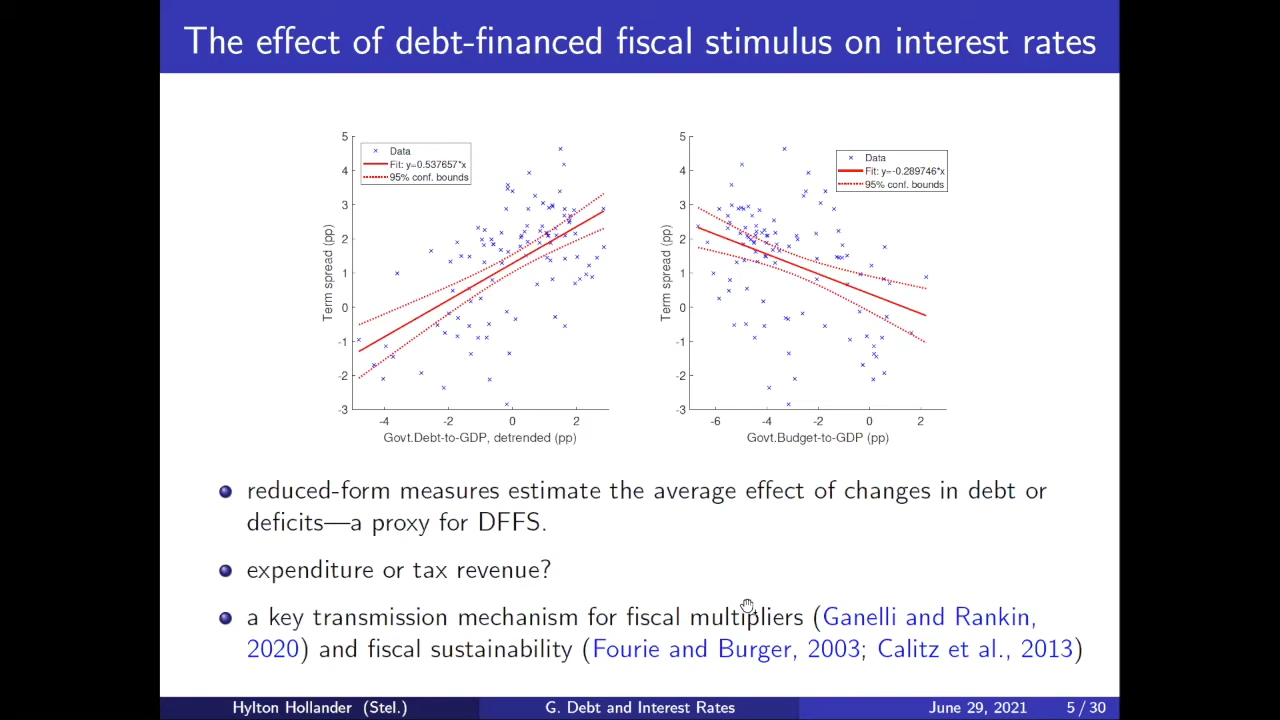 The effect of debt-financed fiscal stimulus on interest rates
5
4
3
2
1
0
-1
-2
-3
Term spread (pp)
Data
Fit: y=0.537657*x
95% conf. bounds
-4
-2
0
2
Govt.Debt-to-GDP, detrended (pp)
5
4
3
2
1
0
-1
-2
-3
Term spread (pp)
Data
Fit: y=-0.289746*x
95% conf. bounds
-6
-4
-2
0
2
Govt.Budget-to-GDP (pp)
reduced-form measures estimate the average effect of changes in debt or
deficits—a proxy for DFFS.
expenditure or tax revenue?
a key transmission mechanism for fiscal multipliers (Ganelli and Rankin,
2020) and fiscal sustainability (Fourie and Burger, 2003; Calitz et al., 2013)
Hylton Hollander (Stel.)
G. Debt and Interest Rates
June 29, 2021
5 / 30